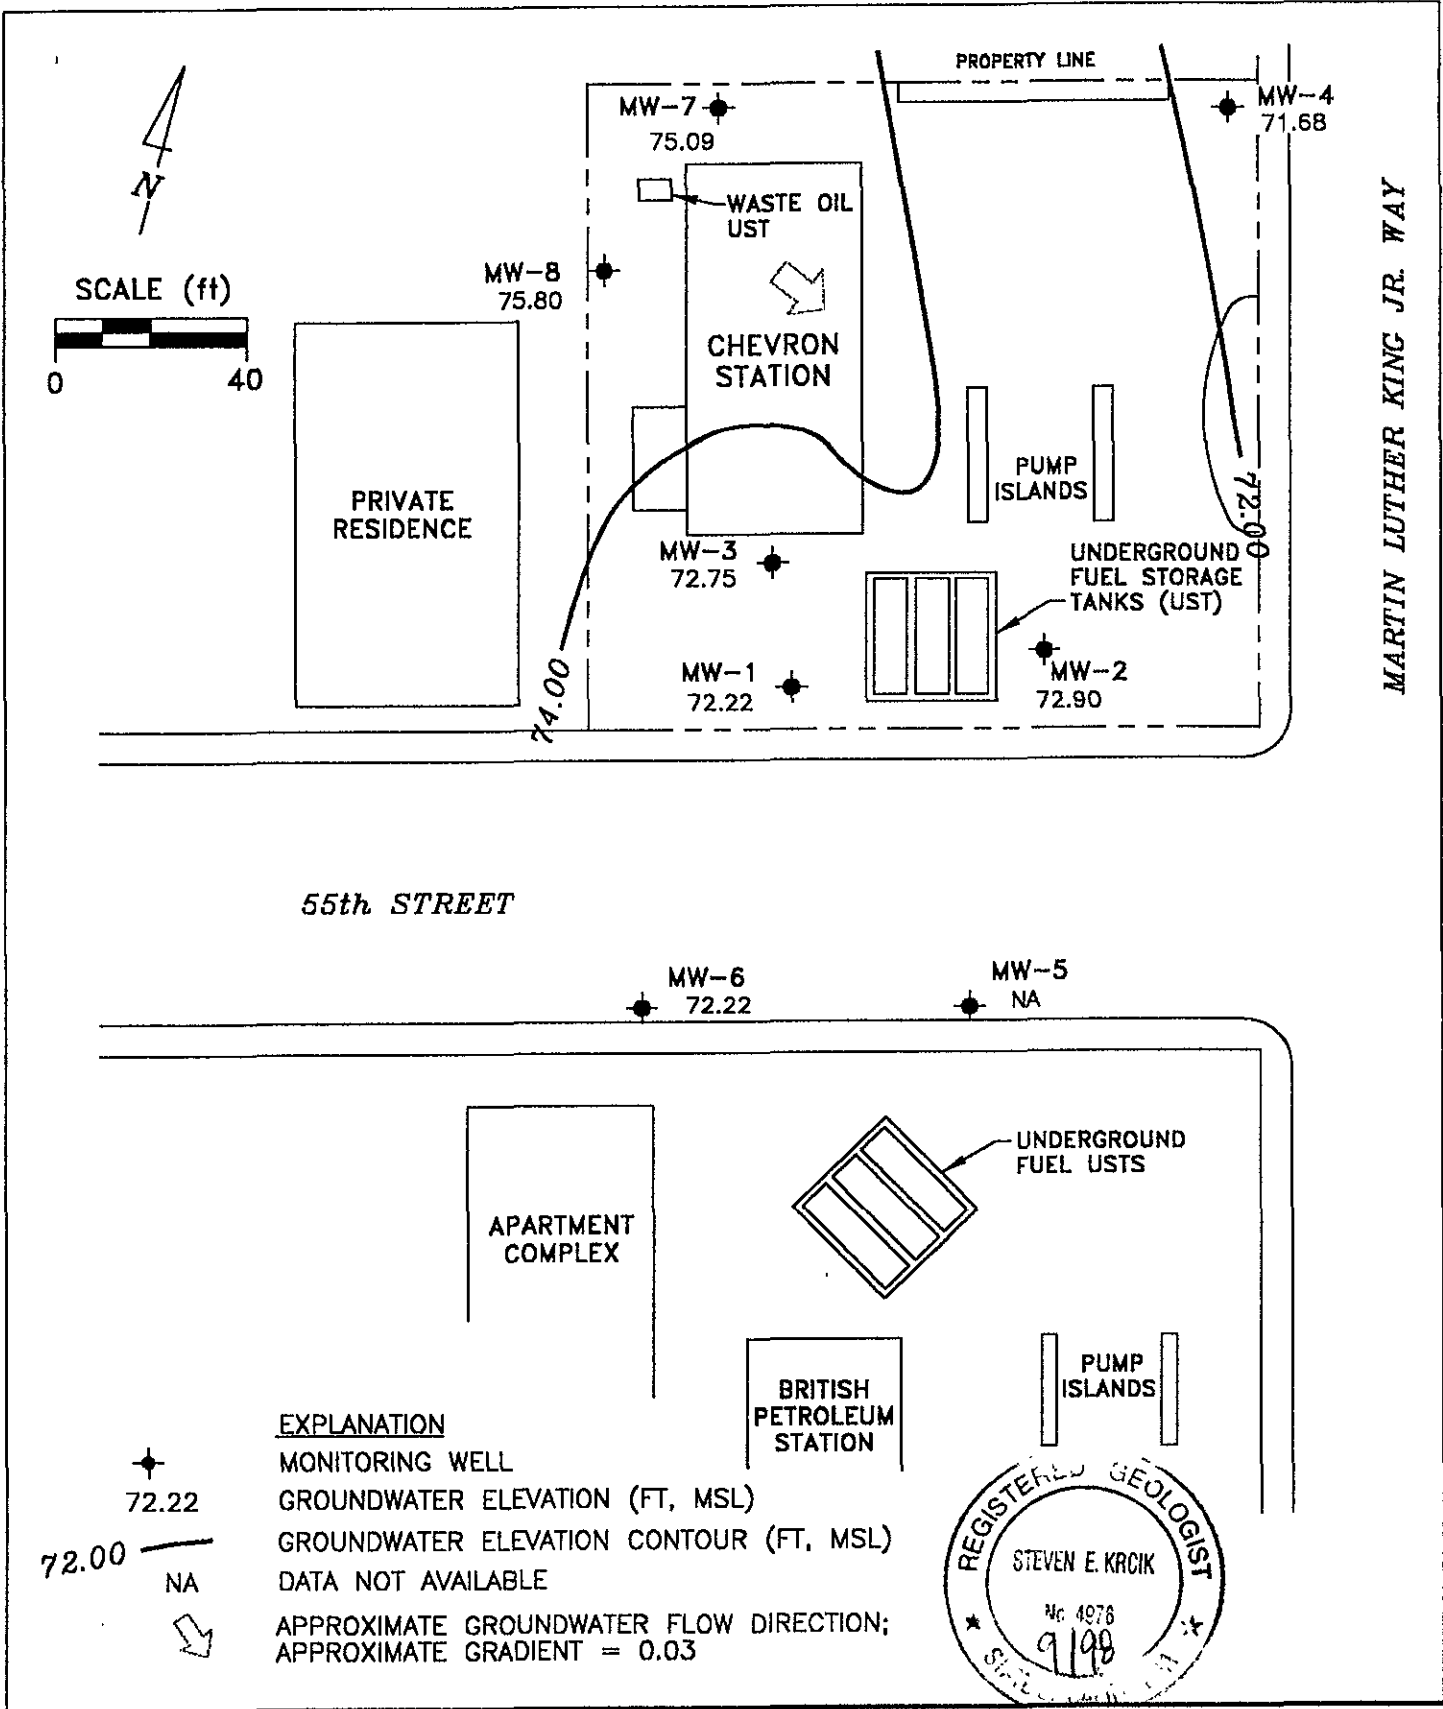 PROPERTY LINE
MW-7
75.09
MW-4
71.68
N
WASTE OIL
UST
MW-8
75.80
SCALE (ft)
0 40
CHEVRON
STATION
MARTIN LUTHER KING JR. WAY
PRIVATE
RESIDENCE
PUMP
ISLANDS
72.00
MW-3
72.75
UNDERGROUND
FUEL STORAGE
TANKS (UST)
74.00
MW-1
72.22
MW-2
72.90
55th STREET
MW-6
72.22
MW-5
NA
UNDERGROUND
FUEL USTS
APARTMENT
COMPLEX
BRITISH
PETROLEUM
STATION
PUMP
ISLANDS
EXPLANATION
MONITORING WELL
72.22 GROUNDWATER ELEVATION (FT, MSL)
72.00 GROUNDWATER ELEVATION CONTOUR (FT, MSL)
NA DATA NOT AVAILABLE
APPROXIMATE GROUNDWATER FLOW DIRECTION;
APPROXIMATE GRADIENT = 0.03
REGISTERED GEOLOGIST
STEVEN E. KRCIK
No. 4976
9/98